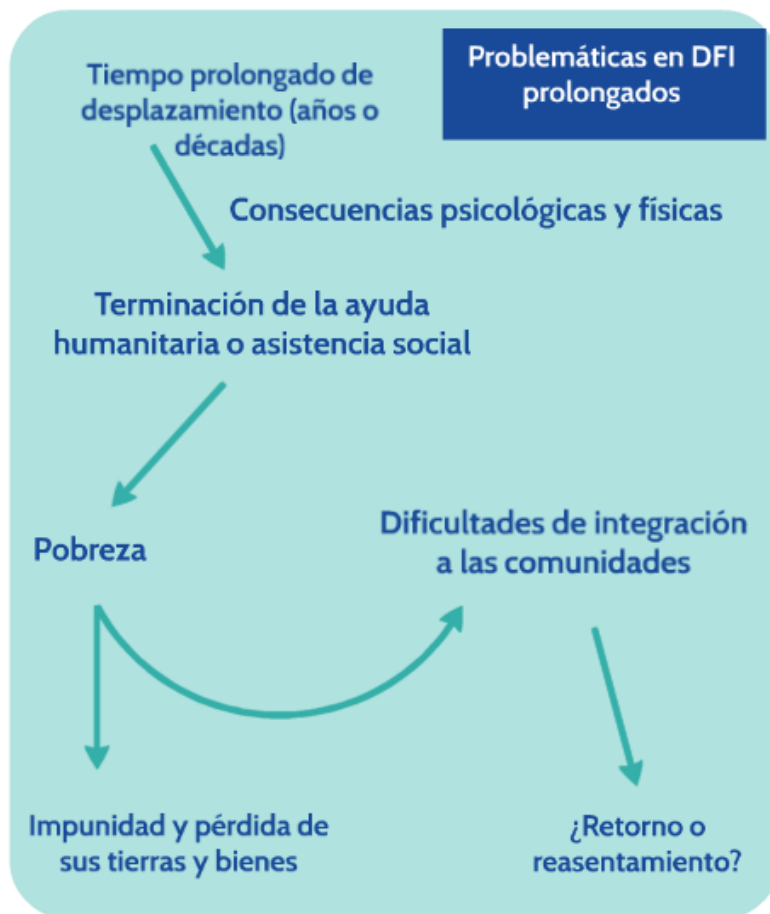 Problemáticas en DFI
prolongados
Tiempo prolongado de
desplazamiento (años o
décadas)
Consecuencias psicológicas y físicas
Terminación de la ayuda
humanitaria o asistencia social
Pobreza
Dificultades de integración
a las comunidades
Impunidad y pérdida de
sus tierras y bienes
¿Retorno o
reasentamiento?